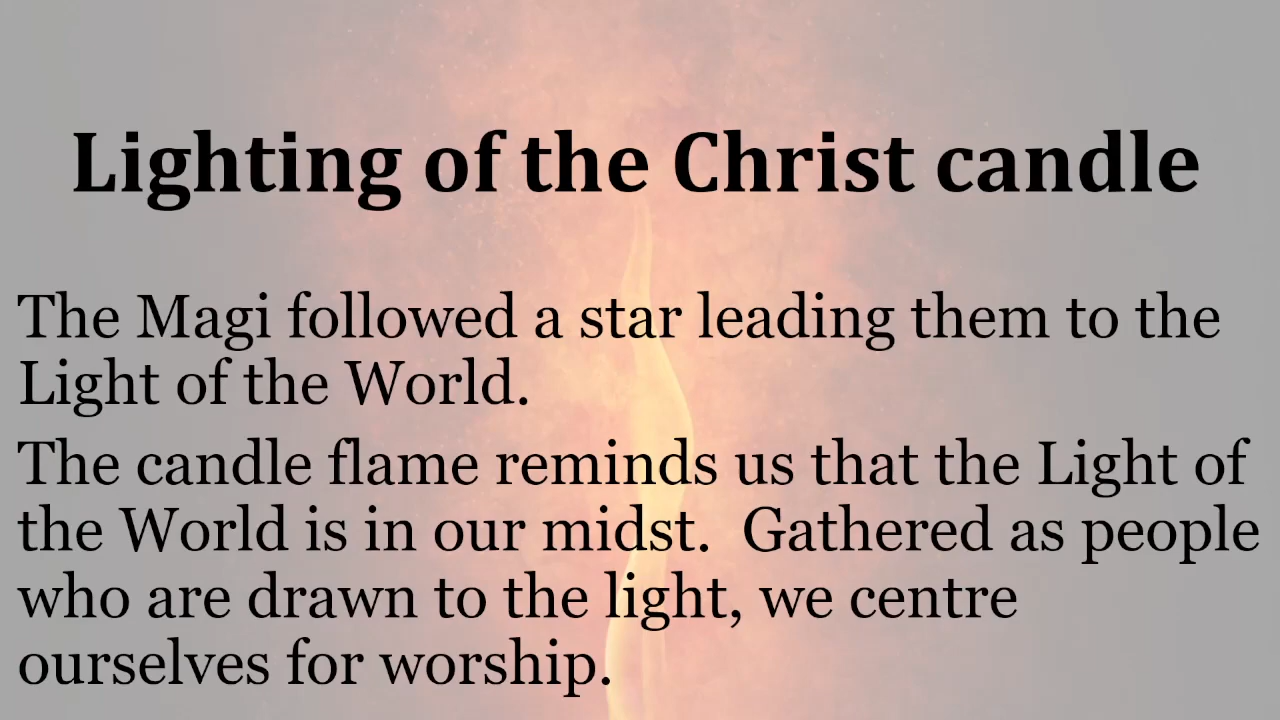 Lighting of the Christ candle
The Magi followed a star leading them to the
Light of the World.
The candle flame reminds us that the Light of
the World is in our midst.  Gathered as people
who are drawn to the light, we centre
ourselves for worship.